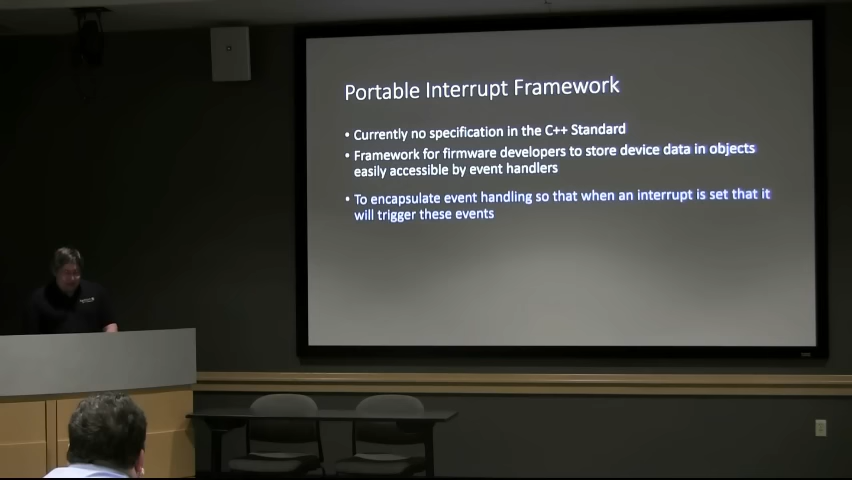 Portable Interrupt Framework
• Currently no specification in the C++ Standard
• Framework for firmware developers to store device data in objects
easily accessible by event handlers
• To encapsulate event handling so that when an interrupt is set that it
will trigger these events